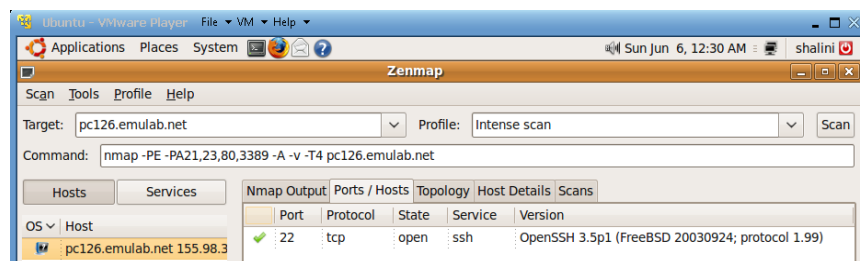 Ubuntu - VMware Player File VM Help
Applications Places System Sun Jun 6, 12:30 AM shalini
Zenmap
Scan Tools Profile Help
Target: pc126.emulab.net Profile: Intense scan Scan
Command: nmap -PE -PA21,23,80,3389 -A -v -T4 pc126.emulab.net
Hosts Services Nmap Output Ports / Hosts Topology Host Details Scans
Port Protocol State Service Version
OS Host
22 tcp open ssh OpenSSH 3.5p1 (FreeBSD 20030924; protocol 1.99)
pc126.emulab.net 155.98.3